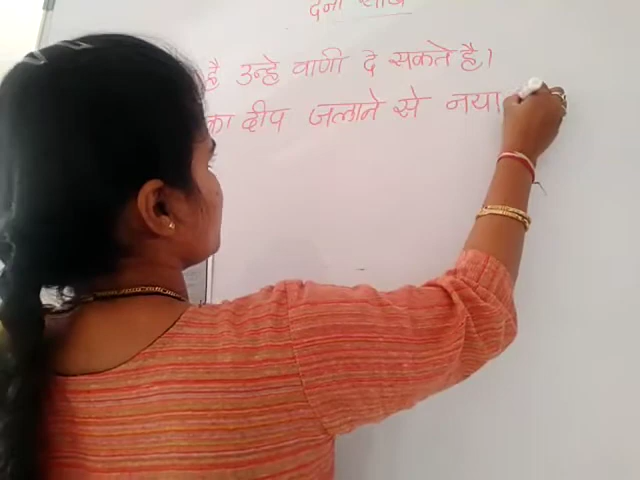 देना सीखें
है उन्हे वाणी दे सकते है।
का दीप जलाने से नया